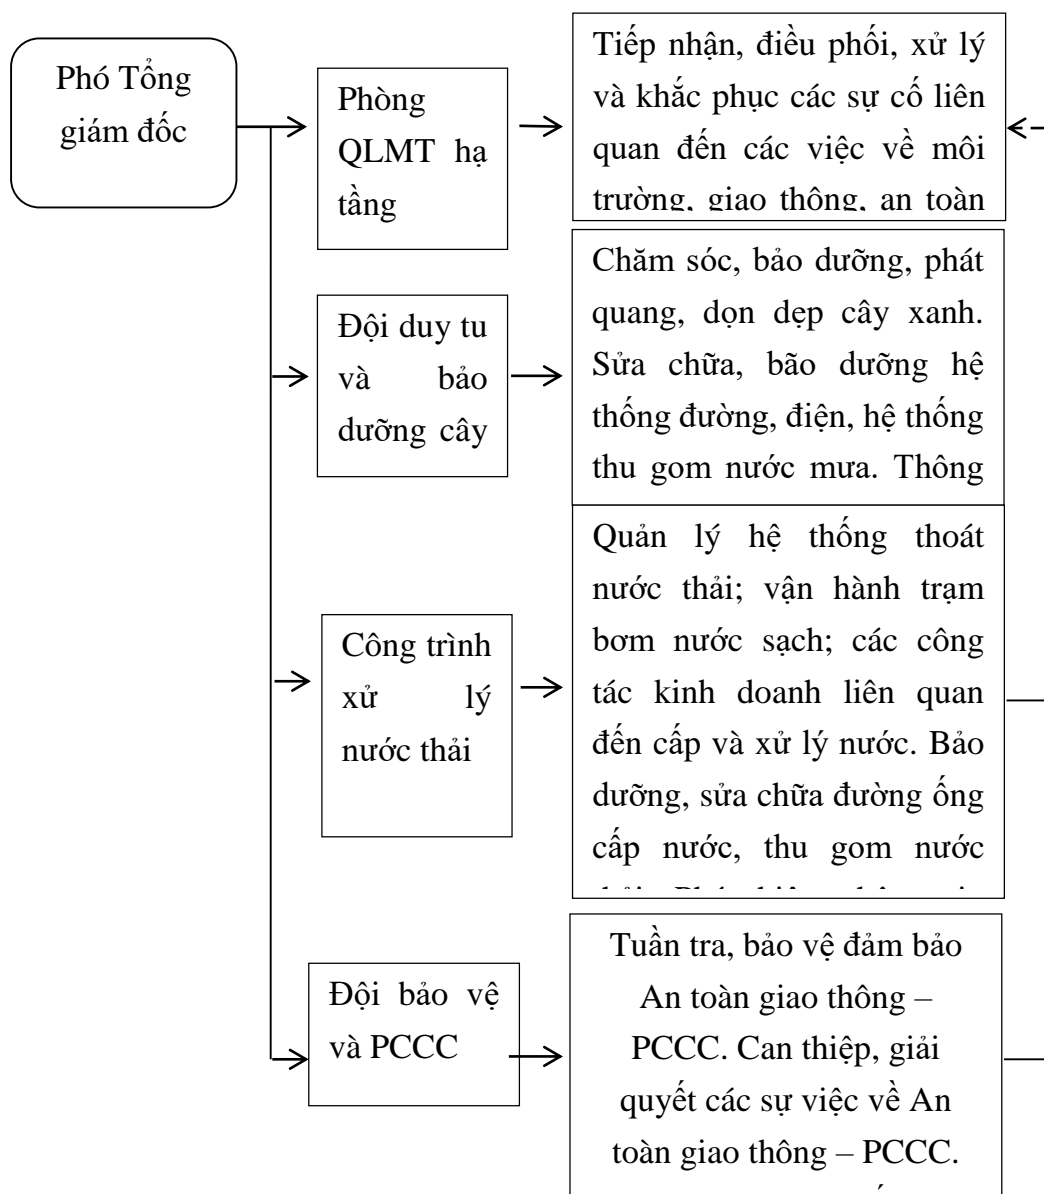 Phó Tổng
giám đốc
Phòng
QLMT hạ
tầng
Tiếp nhận, điều phối, xử lý
và khắc phục các sự cố liên
quan đến các việc về môi
trường, giao thông, an toàn
Đội duy tu
và bảo
dưỡng cây
Chăm sóc, bảo dưỡng, phát
quang, dọn dẹp cây xanh.
Sửa chữa, bão dưỡng hệ
thống đường, điện, hệ thống
thu gom nước mưa. Thông
Công trình
xử lý
nước thải
Quản lý hệ thống thoát
nước thải; vận hành trạm
bơm nước sạch; các công
tác kinh doanh liên quan
đến cấp và xử lý nước. Bảo
dưỡng, sửa chữa đường ống
cấp nước, thu gom nước
Đội bảo vệ
và PCCC
Tuần tra, bảo vệ đảm bảo
An toàn giao thông –
PCCC. Can thiệp, giải
quyết các sự việc về An
toàn giao thông – PCCC.